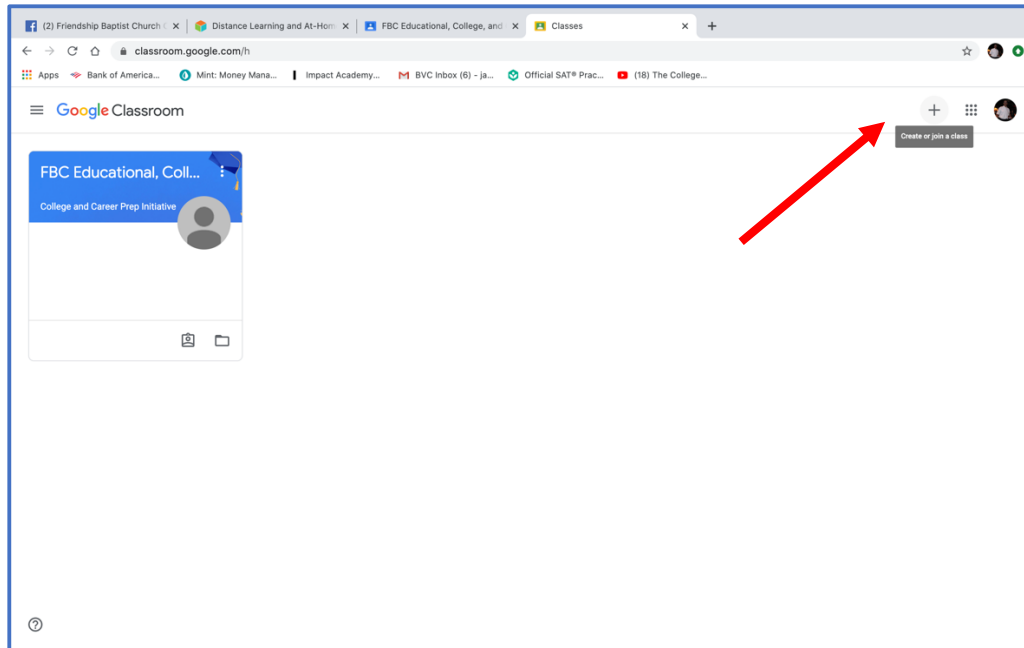 (2) Friendship Baptist Church
Distance Learning and At-Hom
FBC Educational, College, and
Classes
classroom.google.com/h
Apps
Bank of America...
Mint: Money Mana...
Impact Academy...
BVC Inbox (6) - ja...
Official SAT® Prac...
(18) The College...
Google Classroom
Create or join a class
FBC Educational, Coll...
College and Career Prep Initiative